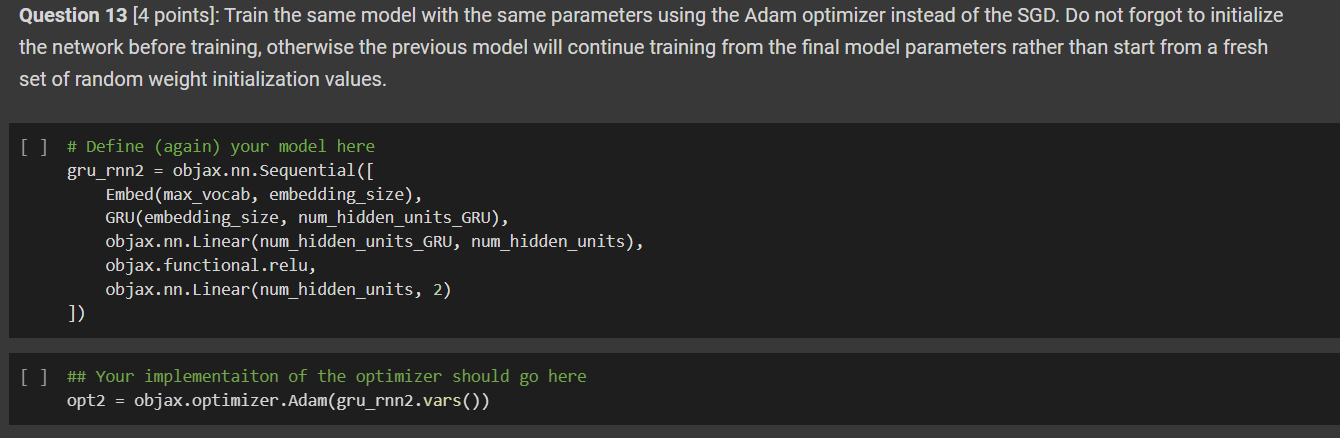 Question 13 [4 points]: Train the same model with the same parameters using the Adam optimizer instead of the SGD. Do not forgot to initialize
the network before training, otherwise the previous model will continue training from the final model parameters rather than start from a fresh
set of random weight initialization values.
[ ] # Define (again) your model here
gru_rnn2 = objax.nn.Sequential([
    Embed(max_vocab, embedding_size),
    GRU(embedding_size, num_hidden_units_GRU),
    objax.nn.Linear(num_hidden_units_GRU, num_hidden_units),
    objax.functional.relu,
    objax.nn.Linear(num_hidden_units, 2)
])
[ ] ## Your implementaiton of the optimizer should go here
opt2 = objax.optimizer.Adam(gru_rnn2.vars())